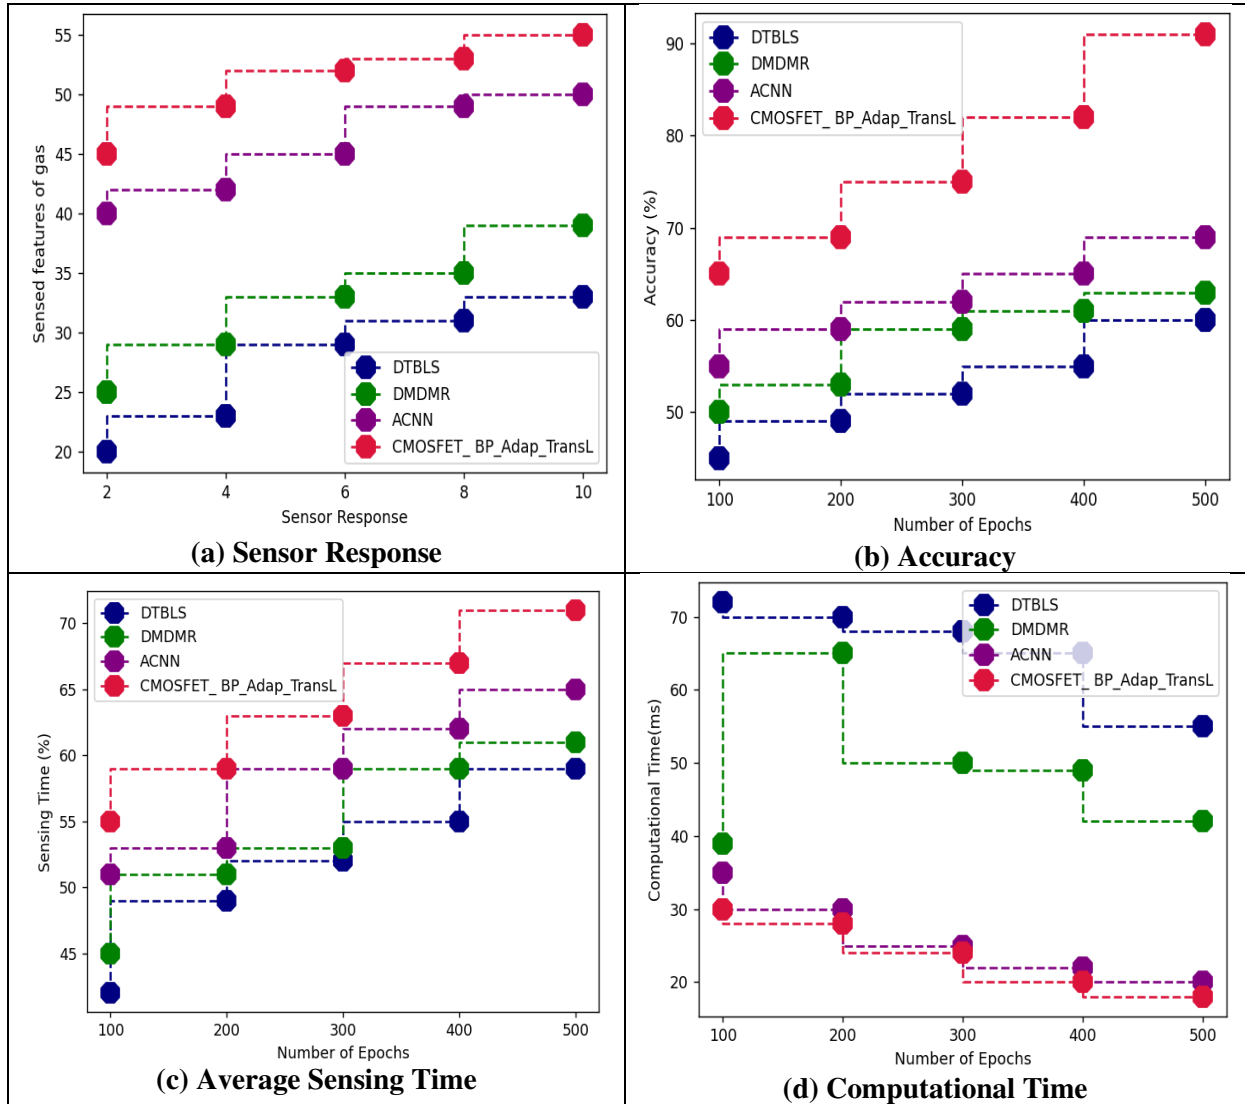 55
50
45
40
35
30
25
20
Sensed features of gas
DTBLS
DMDMR
ACNN
CMOSFET_ BP_Adap_TransL
2 4 6 8 10
Sensor Response
(a) Sensor Response
90
80
70
60
50
Accuracy (%)
DTBLS
DMDMR
ACNN
CMOSFET_ BP_Adap_TransL
100 200 300 400 500
Number of Epochs
(b) Accuracy
70
65
60
55
50
45
Sensing Time (%)
DTBLS
DMDMR
ACNN
CMOSFET_ BP_Adap_TransL
100 200 300 400 500
Number of Epochs
(c) Average Sensing Time
70
60
50
40
30
20
Computational Time(ms)
DTBLS
DMDMR
ACNN
CMOSFET_ BP_Adap_TransL
100 200 300 400 500
Number of Epochs
(d) Computational Time